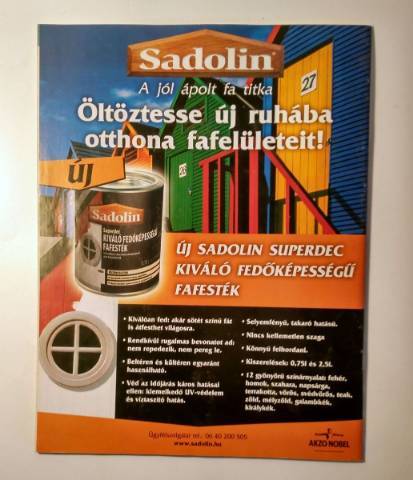 Sadolin
A jól ápolt fa titka
Öltöztesse új ruhába
otthona fafelületeit!
27
ÚJ
Sadolin
Superdec
KIVÁLÓ FEDŐKÉPESSÉGŰ
FAFESTÉK
ÚJ SADOLIN SUPERDEC
KIVÁLÓ FEDŐKÉPESSÉGŰ
FAFESTÉK
• Kiválóan fed: akár sötét színű fát
is átfesthet világosra.
• Rendkívül rugalmas bevonatot ad:
nem repedezik, nem pereg le.
• Beltéren és kültéren egyaránt
használható.
• Véd az időjárás káros hatásai
ellen: kiemelkedő UV-védelem
és víztaszító hatás.
• Selyemfényű, takaró hatású.
• Nincs kellemetlen szaga
• Könnyű felhordani.
• Kiszerelések: 0,75l és 2,5l.
• 12 gyönyörű színárnyalat: fehér,
homok, szahara, napsárga,
terrakotta, vörös, svédvörös, teak,
zöld, mélyzöld, galambkék,
királykék.
Ügyfélszolgálat tel.: 06 40 200 505
www.sadolin.hu
AKZO NOBEL